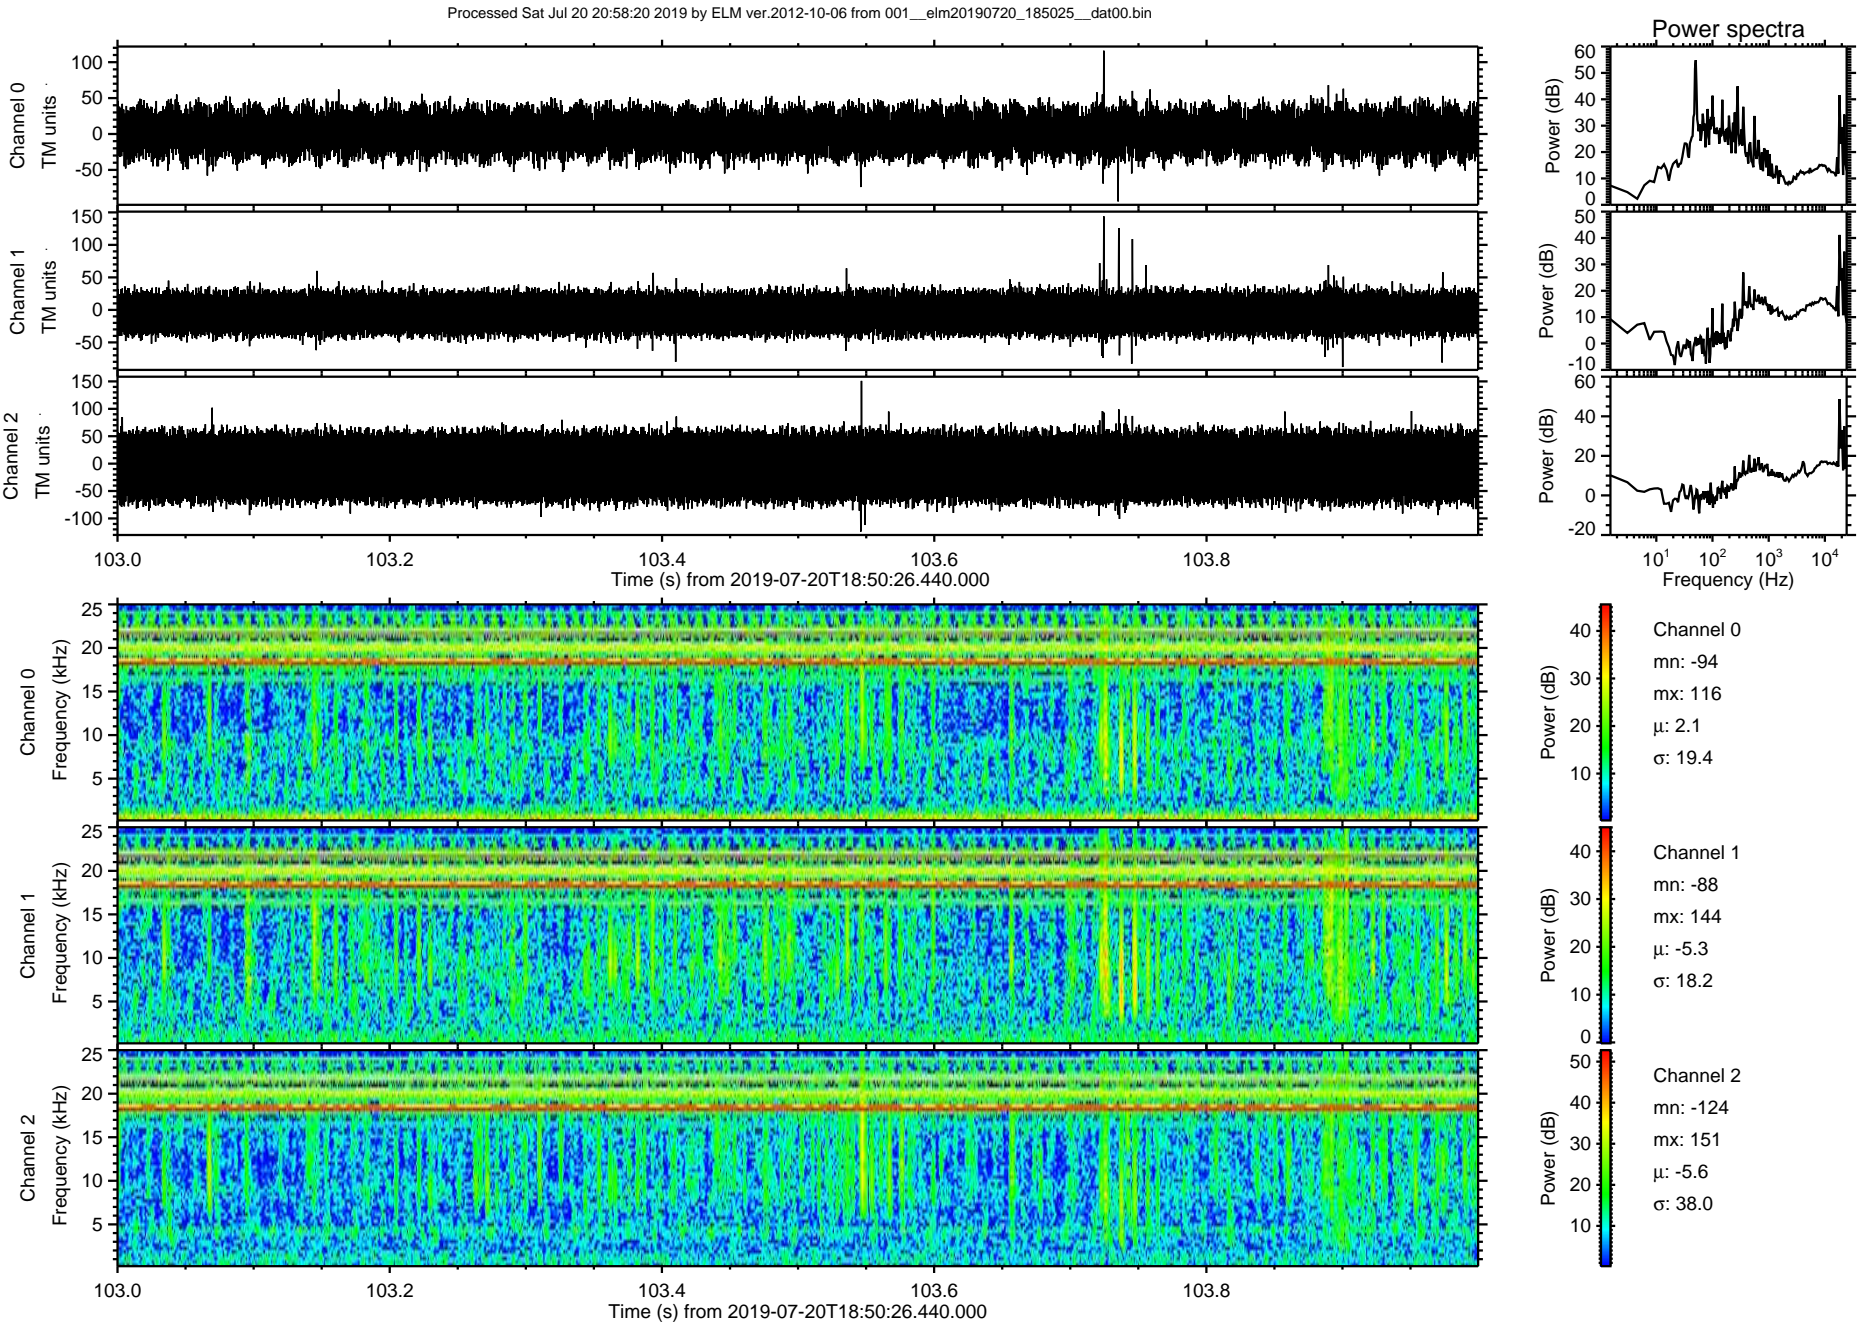 Processed Sat Jul 20 20:58:20 2019 by ELM ver.2012-10-06 from 001__elm20190720_185025__dat00.bin
Power spectra
Channel 0
TM units
100
50
0
-50
Power (dB)
60
50
40
30
20
10
0
Channel 1
TM units
150
100
50
0
-50
Power (dB)
50
40
30
20
10
0
-10
Channel 2
TM units
150
100
50
0
-50
-100
Power (dB)
60
40
20
0
-20
103.0 103.2 103.4 103.6 103.8
Time (s) from 2019-07-20T18:50:26.440.000
10^1 10^2 10^3 10^4
Frequency (Hz)
Channel 0
Frequency (kHz)
25
20
15
10
5
Power (dB)
40
30
20
10
Channel 0
mn: -94
mx: 116
μ: 2.1
σ: 19.4
Channel 1
Frequency (kHz)
25
20
15
10
5
Power (dB)
40
30
20
10
0
Channel 1
mn: -88
mx: 144
μ: -5.3
σ: 18.2
Channel 2
Frequency (kHz)
25
20
15
10
5
Power (dB)
50
40
30
20
10
Channel 2
mn: -124
mx: 151
μ: -5.6
σ: 38.0
103.0 103.2 103.4 103.6 103.8
Time (s) from 2019-07-20T18:50:26.440.000